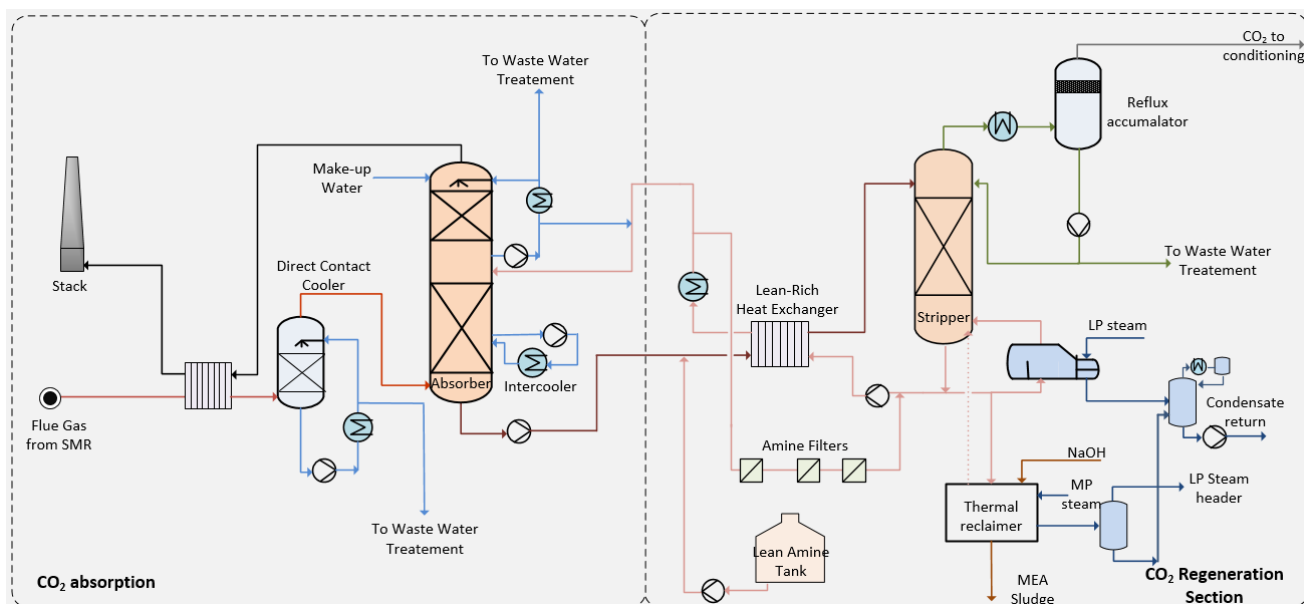 To Waste Water
Treatement
CO₂ to
conditioning
Reflux
accumalator
Make-up
Water
Stack
Direct Contact
Cooler
Lean-Rich
Heat Exchanger
Stripper
To Waste Water
Treatement
LP steam
Absorber
Intercooler
Flue Gas
from SMR
Condensate
return
Amine Filters
NaOH
MP
steam
LP Steam
header
Thermal
reclaimer
To Waste Water
Treatement
Lean Amine
Tank
MEA
Sludge
CO₂ absorption
CO₂ Regeneration
Section